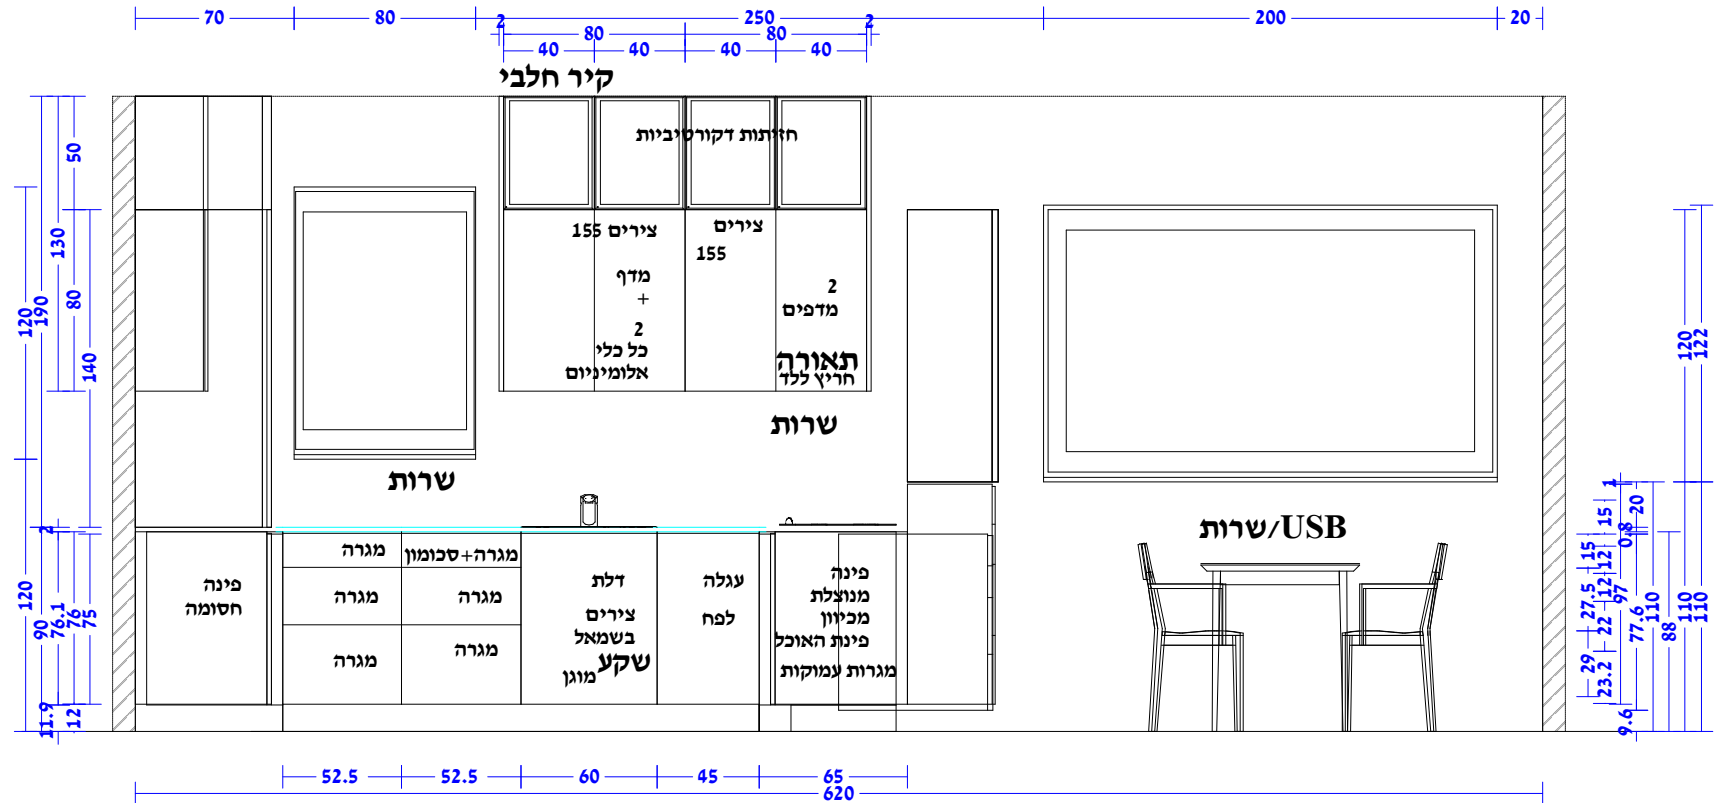 70 80 2 250 2 200 20
80 80
40 40 40 40
קיר חלבי
חזיתות דקורטיביות
צירים 155
צירים
155
מדף
+
2
כל כלי
אלומיניום
2
מדפים
תאורה
חריץ ללד
שרות
שרות
USB/שרות
מגרה
מגרה+סכומון
מגרה
מגרה
מגרה
מגרה
פינה
חסומה
דלת
צירים
בשמאל
שקע
מוגן
עגלה
לפח
פינה
מנוצלת
מכיוון
פינת האוכל
מגרות עמוקות
50
130
80
190
120
140
2
120
90
76.1
76
75
11.9
12
120
122
1
20
15
0.8
15
12
27.5
12
97
22
77.6
110
88
110
110
29
23.2
9.6
52.5 52.5 60 45 65
620